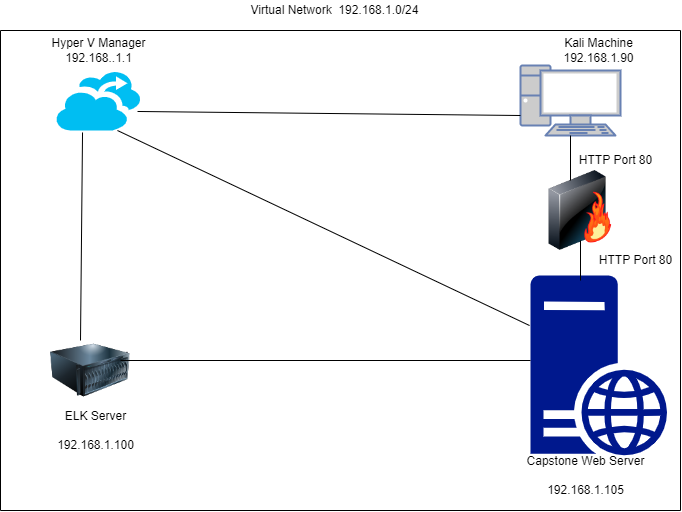 Virtual Network  192.168.1.0/24
Hyper V Manager
192.168..1.1
Kali Machine
192.168.1.90
HTTP Port 80
HTTP Port 80
ELK Server
192.168.1.100
Capstone Web Server
192.168.1.105